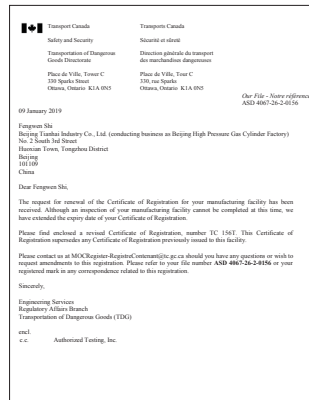 Transport Canada Transports Canada
Safety and Security Sécurité et sûreté
Transportation of Dangerous Direction générale du transport
Goods Directorate des marchandises dangereuses
Place de Ville, Tower C Place de Ville, Tour C
330 Sparks Street 330, rue Sparks
Ottawa, Ontario K1A 0N5 Ottawa, Ontario K1A 0N5
Our File - Notre référence
ASD 4067-26-2-0156
09 January 2019
Fengwen Shi
Beijing Tianhai Industry Co., Ltd. (conducting business as Beijing High Pressure Gas Cylinder Factory)
No. 2 South 3rd Street
Huoxian Town, Tongzhou District
Beijing
101109
China
Dear Fengwen Shi,
The request for renewal of the Certificate of Registration for your manufacturing facility has been
received. Although an inspection of your manufacturing facility cannot be completed at this time, we
have extended the expiry date of your Certificate of Registration.
Please find enclosed a revised Certificate of Registration, number TC 156T. This Certificate of
Registration supersedes any Certificate of Registration previously issued to this facility.
Please contact us at MOCRegister-RegistreContenant@tc.gc.ca should you have any questions or wish to
request amendments to this registration. Please refer to your file number ASD 4067-26-2-0156 or your
registered mark in any correspondence related to this registration.
Sincerely,
Engineering Services
Regulatory Affairs Branch
Transportation of Dangerous Goods (TDG)
encl.
c.c. Authorized Testing, Inc.